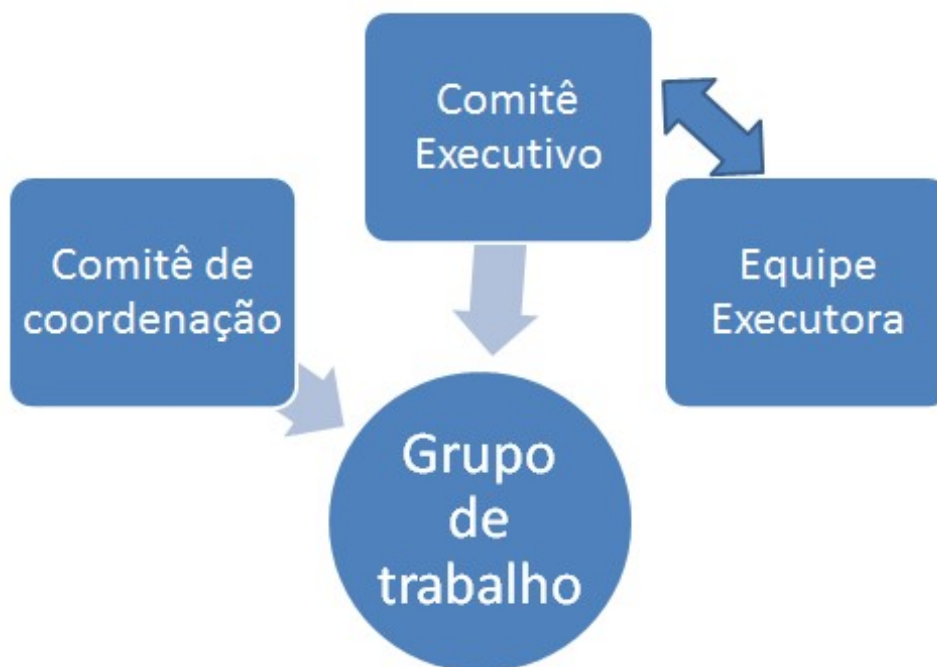 Comitê
Executivo
Comitê de
coordenação
Equipe
Executora
Grupo
de
trabalho